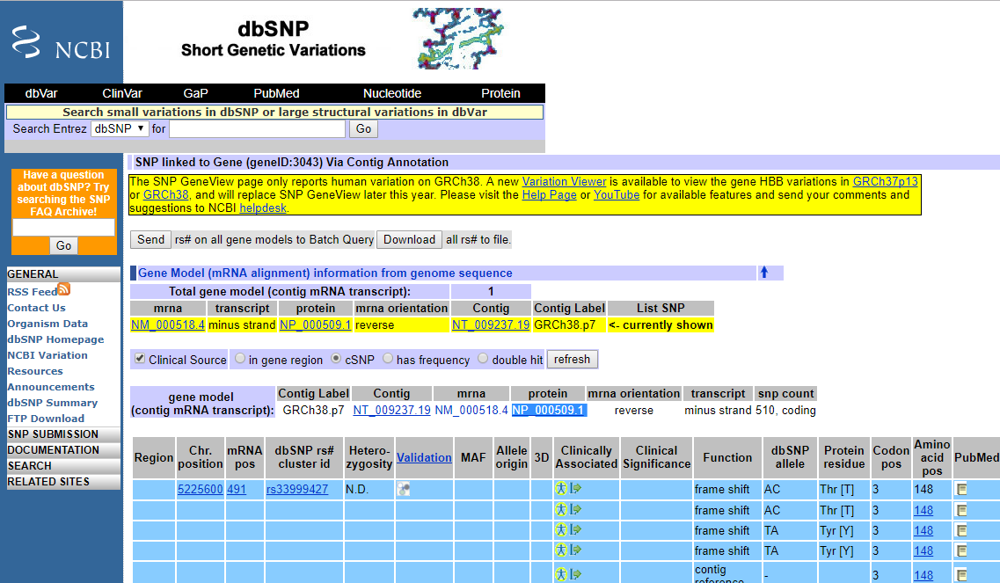 NCBI
dbSNP
Short Genetic Variations
dbVar ClinVar GaP PubMed Nucleotide Protein
Search small variations in dbSNP or large structural variations in dbVar
Search Entrez dbSNP for Go
Have a question
about dbSNP? Try
searching the SNP
FAQ Archive!
Go
GENERAL
RSS Feed
Contact Us
Organism Data
dbSNP Homepage
NCBI Variation
Resources
Announcements
dbSNP Summary
FTP Download
SNP SUBMISSION
DOCUMENTATION
SEARCH
RELATED SITES
SNP linked to Gene (geneID:3043) Via Contig Annotation
The SNP GeneView page only reports human variation on GRCh38. A new Variation Viewer is available to view the gene HBB variations in GRCh37p13
or GRCh38, and will replace SNP GeneView later this year. Please visit the Help Page or YouTube for available features and send your comments and
suggestions to NCBI helpdesk.
Send rs# on all gene models to Batch Query Download all rs# to file.
Gene Model (mRNA alignment) information from genome sequence
Total gene model (contig mRNA transcript): 1
mrna transcript protein mrna orientation Contig Contig Label List SNP
NM_000518.4 minus strand NP_000509.1 reverse NT_009237.19 GRCh38.p7 <- currently shown
Clinical Source in gene region cSNP has frequency double hit refresh
gene model
(contig mRNA transcript):
Contig Label Contig mrna protein mrna orientation transcript snp count
GRCh38.p7 NT_009237.19 NM_000518.4 NP_000509.1 reverse minus strand 510, coding
Region Chr. position mRNA pos dbSNP rs# cluster id Hetero-zygosity Validation MAF Allele origin 3D Clinically Associated Clinical Significance Function dbSNP allele Protein residue Codon pos Amino acid pos PubMed
5225600 491 rs33999427 N.D. frame shift AC Thr [T] 3 148
frame shift AC Thr [T] 3 148
frame shift TA Tyr [Y] 3 148
frame shift TA Tyr [Y] 3 148
contig reference - 3 148